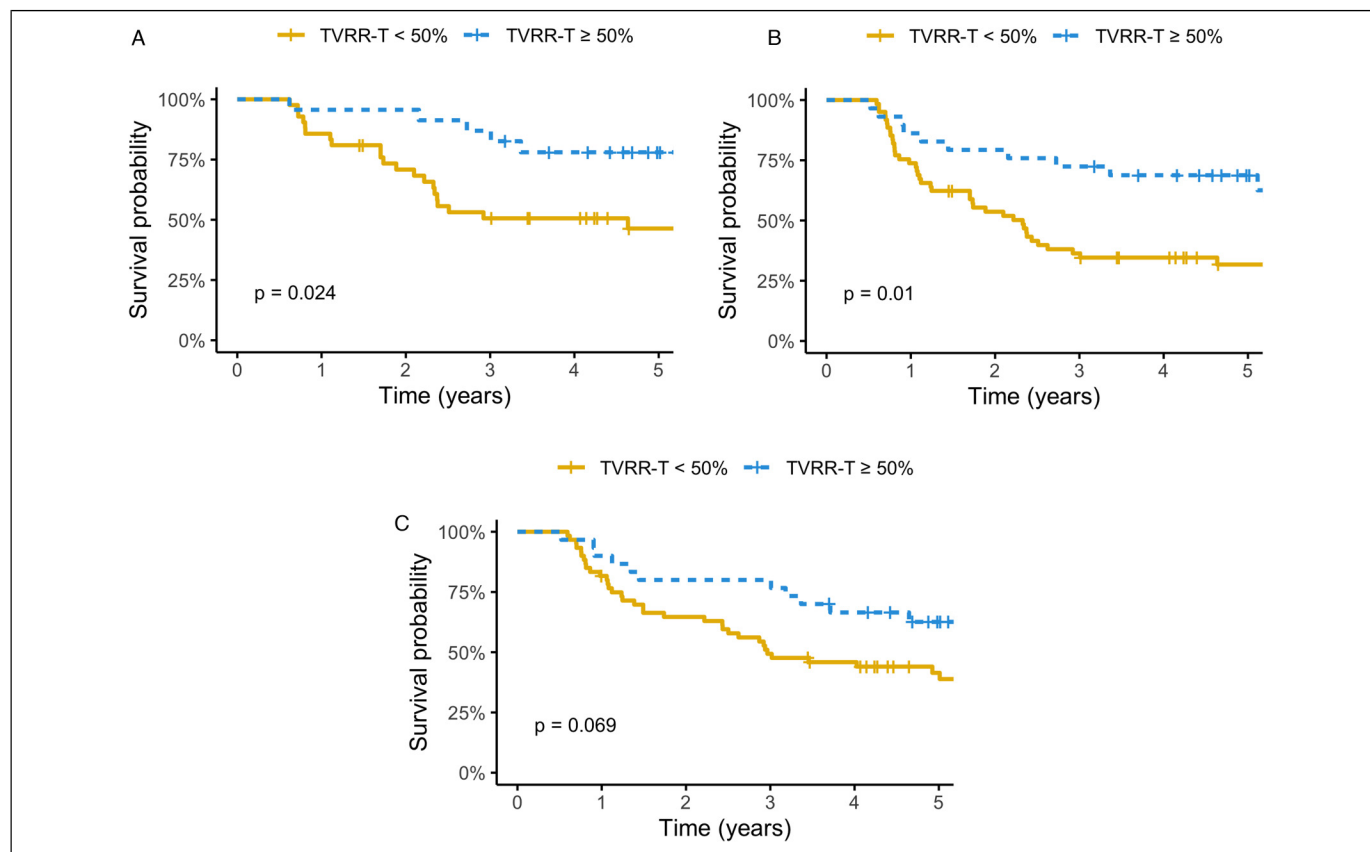 A
TVRR-T < 50% TVRR-T ≥ 50%
100%
75%
50%
25%
0%
Survival probability
p = 0.024
0 1 2 3 4 5
Time (years)
B
TVRR-T < 50% TVRR-T ≥ 50%
100%
75%
50%
25%
0%
Survival probability
p = 0.01
0 1 2 3 4 5
Time (years)
C
TVRR-T < 50% TVRR-T ≥ 50%
100%
75%
50%
25%
0%
Survival probability
p = 0.069
0 1 2 3 4 5
Time (years)